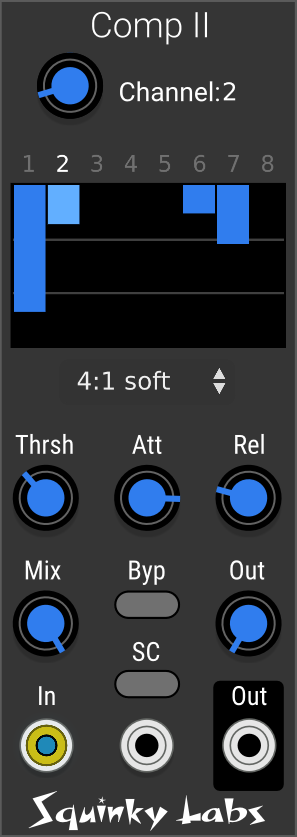 Comp II
Channel:2
1 2 3 4 5 6 7 8
4:1 soft
Thrsh Att Rel
Mix Byp Out
SC
In Out
Squinky Labs